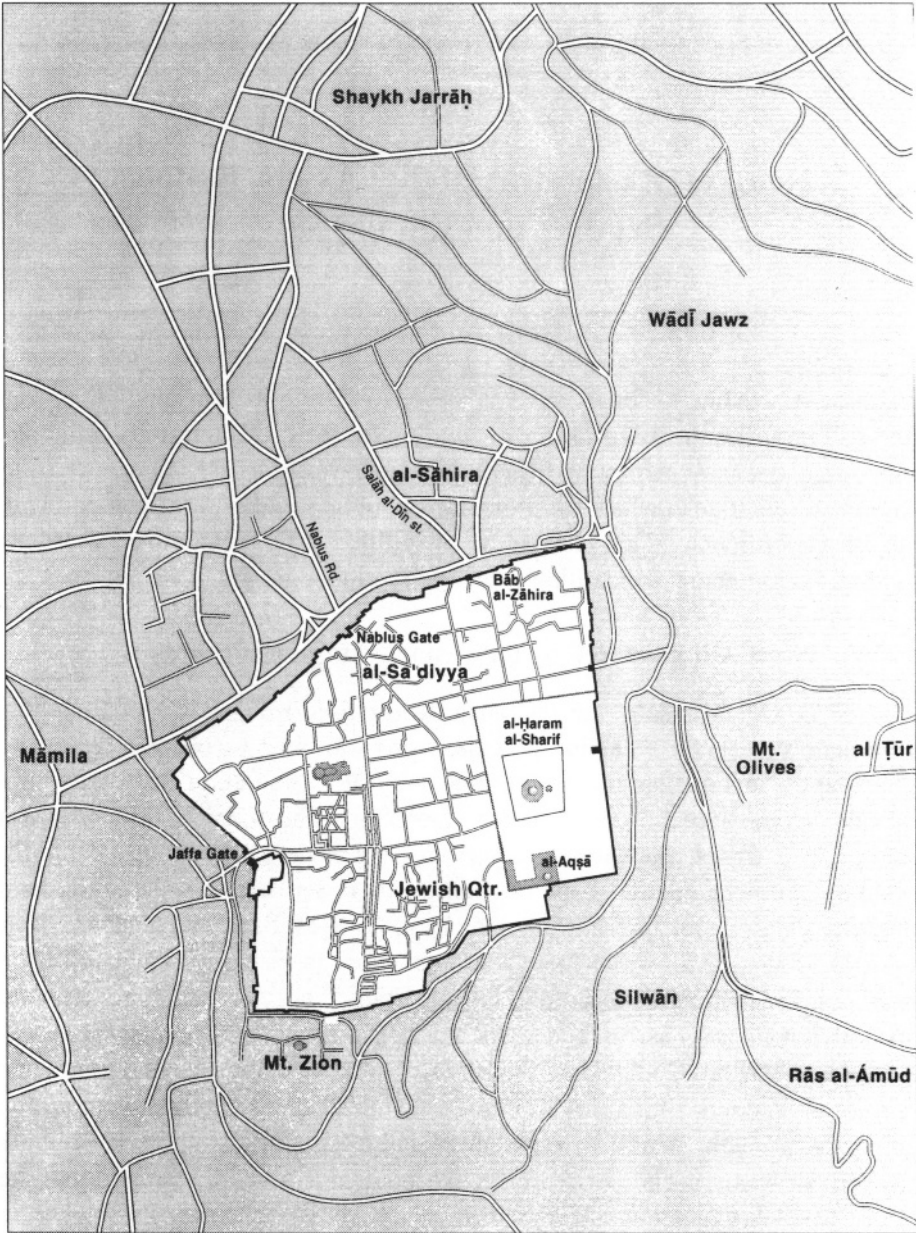 Shaykh Jarrāḥ
Wādī Jawz
al-Sāhira
Salāh al-Dīn st.
Nablus Rd.
Bāb
al-Zāhira
Nablus Gate
al-Sa'diyya
al-Ḥaram
al-Sharif
Māmila
Mt.
Olives
al Ṭūr
Jaffa Gate
al-Aqṣā
Jewish Qtr.
Silwān
Mt. Zion
Rās al-Ámūd